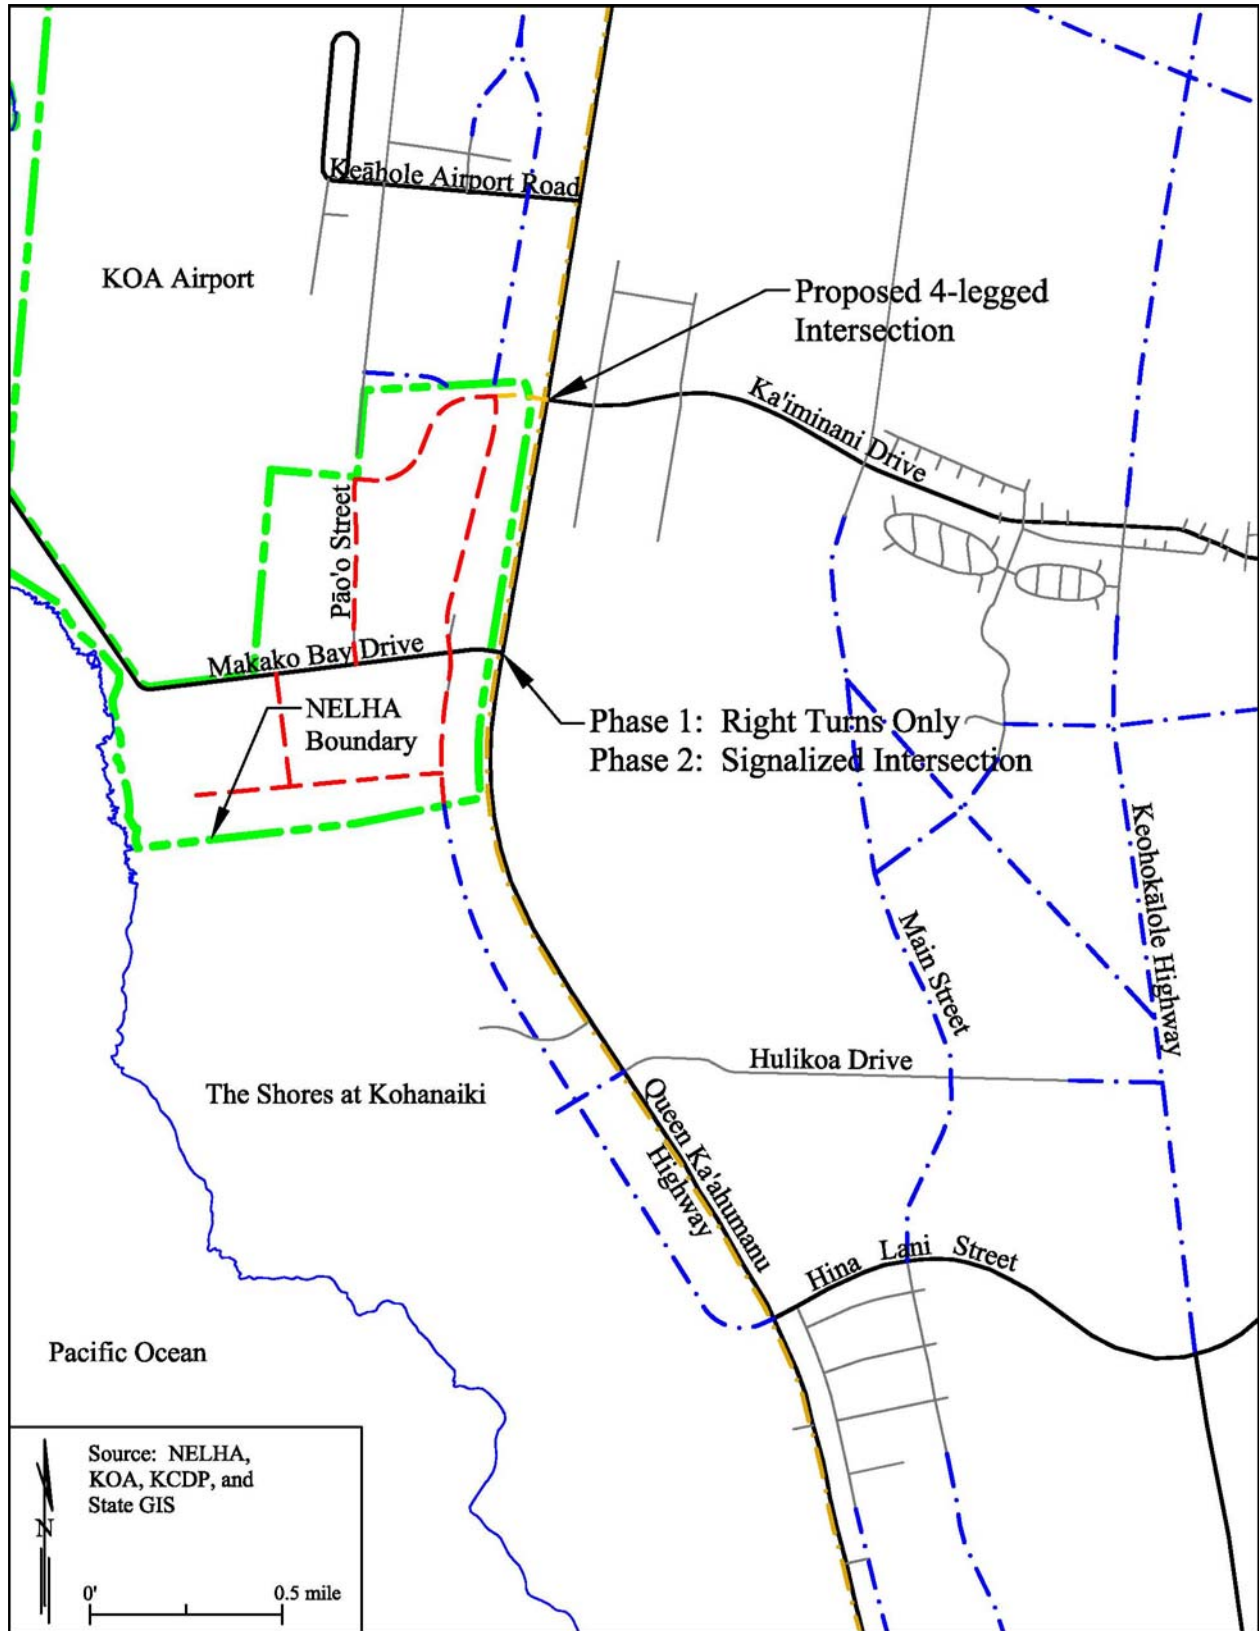 Keāhole Airport Road
KOA Airport
Proposed 4-legged
Intersection
Ka'iminani Drive
Pāo'o Street
Makako Bay Drive
NELHA
Boundary
Phase 1: Right Turns Only
Phase 2: Signalized Intersection
Keohokālole Highway
Main Street
Hulikoa Drive
The Shores at Kohanaiki
Queen Ka'ahumanu
Highway
Hina Lani Street
Pacific Ocean
Source: NELHA,
KOA, KCDP, and
State GIS
N
0'
0.5 mile